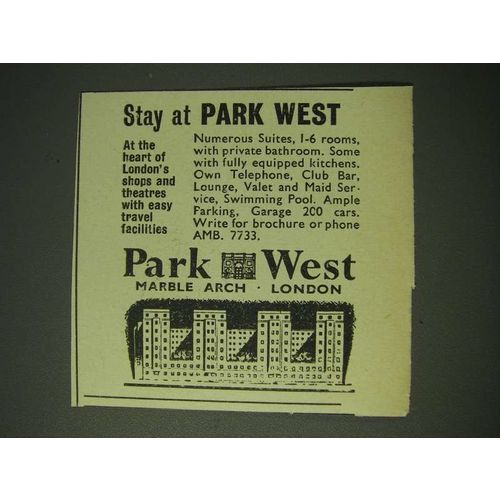 Stay at PARK WEST
At the
heart of
London's
shops and
theatres
with easy
travel
facilities
Numerous Suites, 1-6 rooms,
with private bathroom. Some
with fully equipped kitchens.
Own Telephone, Club Bar,
Lounge, Valet and Maid Ser-
vice, Swimming Pool. Ample
Parking, Garage 200 cars.
Write for brochure or phone
AMB. 7733.
Park West
MARBLE ARCH · LONDON